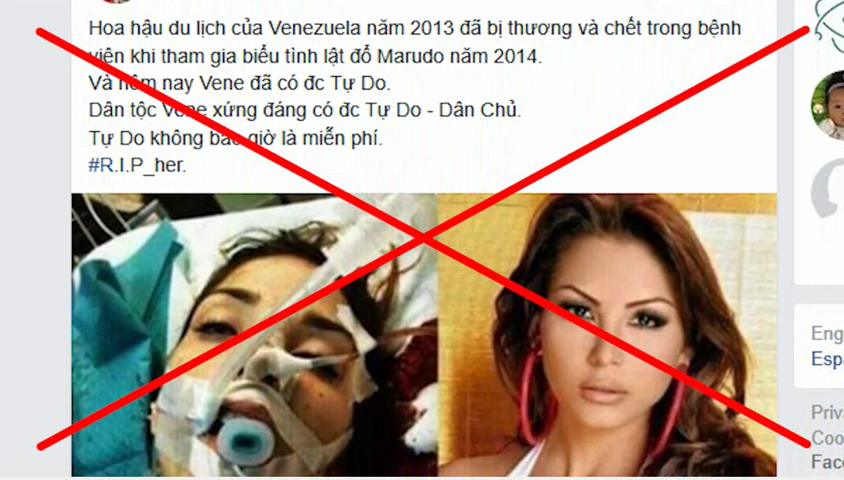 Hoa hậu du lịch của Venezuela năm 2013 đã bị thương và chết trong bệnh
viện khi tham gia biểu tình lật đổ Marudo năm 2014.
Và hôm nay Vene đã có đc Tự Do.
Dân tộc Vene xứng đáng có đc Tự Do - Dân Chủ.
Tự Do không bao giờ là miễn phí.
#R.I.P_her.
Eng
Espa
Priva
Coo
Face